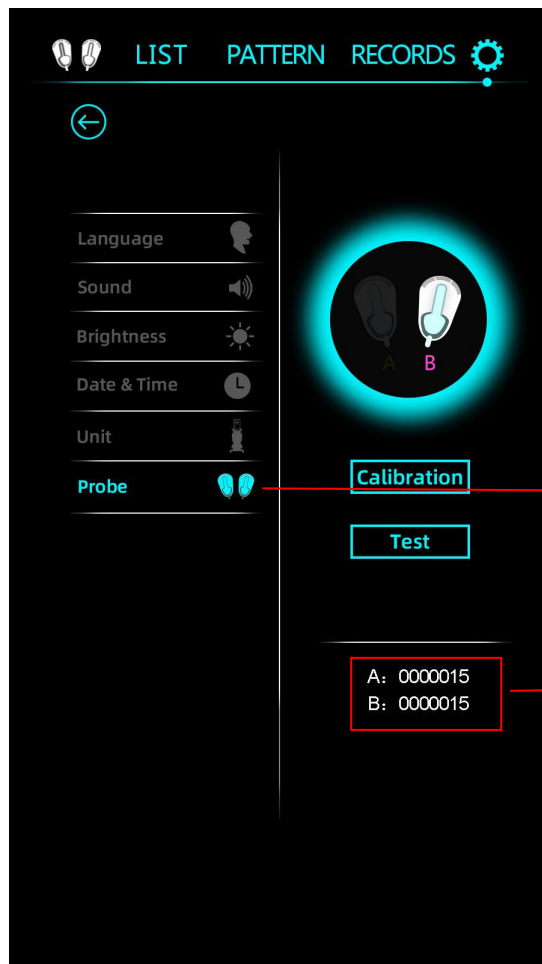 LIST PATTERN RECORDS
Language
Sound
Brightness
Date & Time
Unit
Probe
A B
Calibration
Test
A: 0000015
B: 0000015